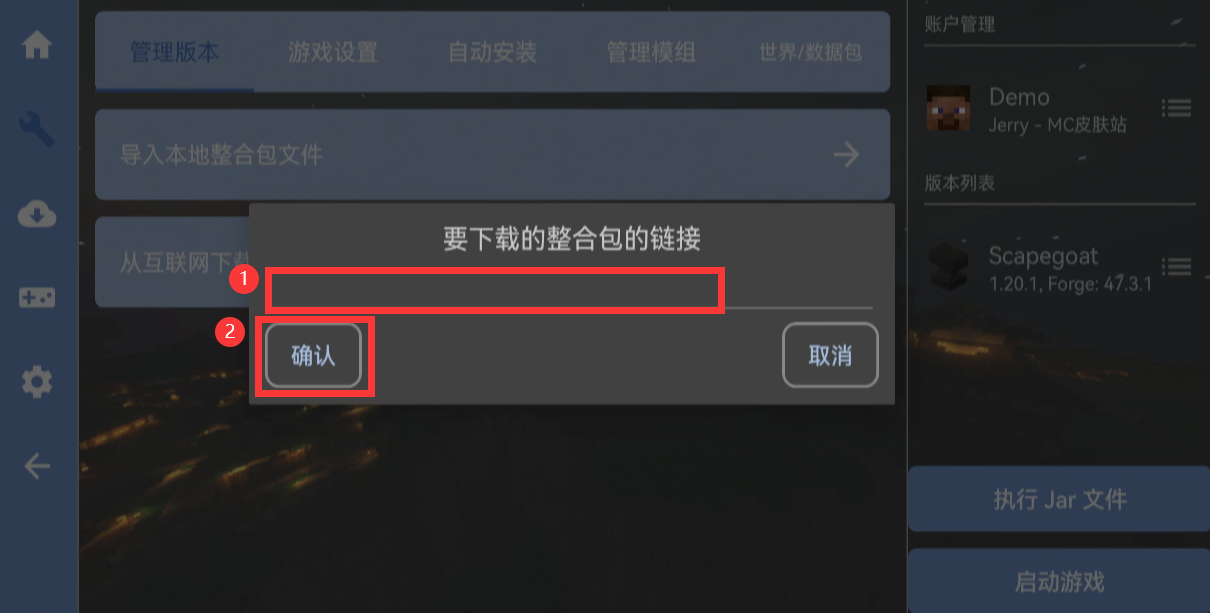 管理版本
游戏设置
自动安装
管理模组
世界/数据包
导入本地整合包文件
从互联网下载
要下载的整合包的链接
1
2
确认
取消
账户管理
Demo
Jerry - MC皮肤站
版本列表
Scapegoat
1.20.1, Forge: 47.3.1
执行 Jar 文件
启动游戏